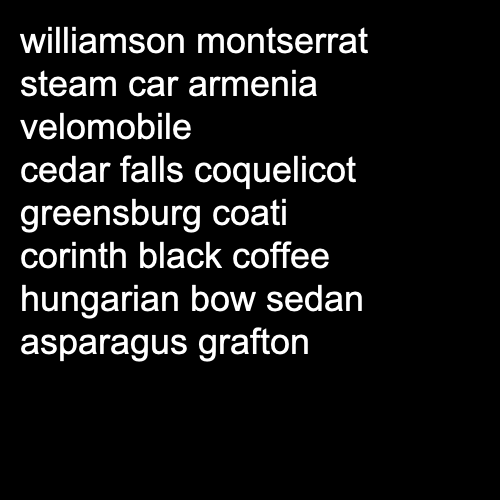 williamson montserrat
steam car armenia
velomobile
cedar falls coquelicot
greensburg coati
corinth black coffee
hungarian bow sedan
asparagus grafton